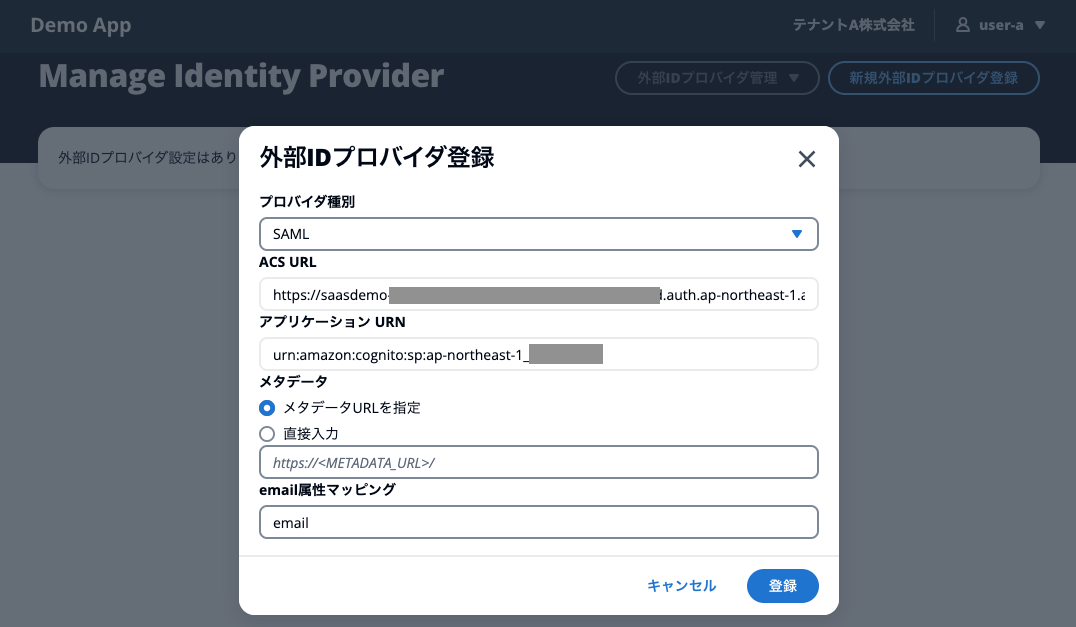 Demo App
テナントA株式会社
user-a
Manage Identity Provider
外部IDプロバイダ管理
新規外部IDプロバイダ登録
外部IDプロバイダ設定はあり
外部IDプロバイダ登録
プロバイダ種別
SAML
ACS URL
https://saasdemo- .auth.ap-northeast-1.a
アプリケーション URN
urn:amazon:cognito:sp:ap-northeast-1_
メタデータ
メタデータURLを指定
直接入力
https://<METADATA_URL>/
email属性マッピング
email
キャンセル
登録